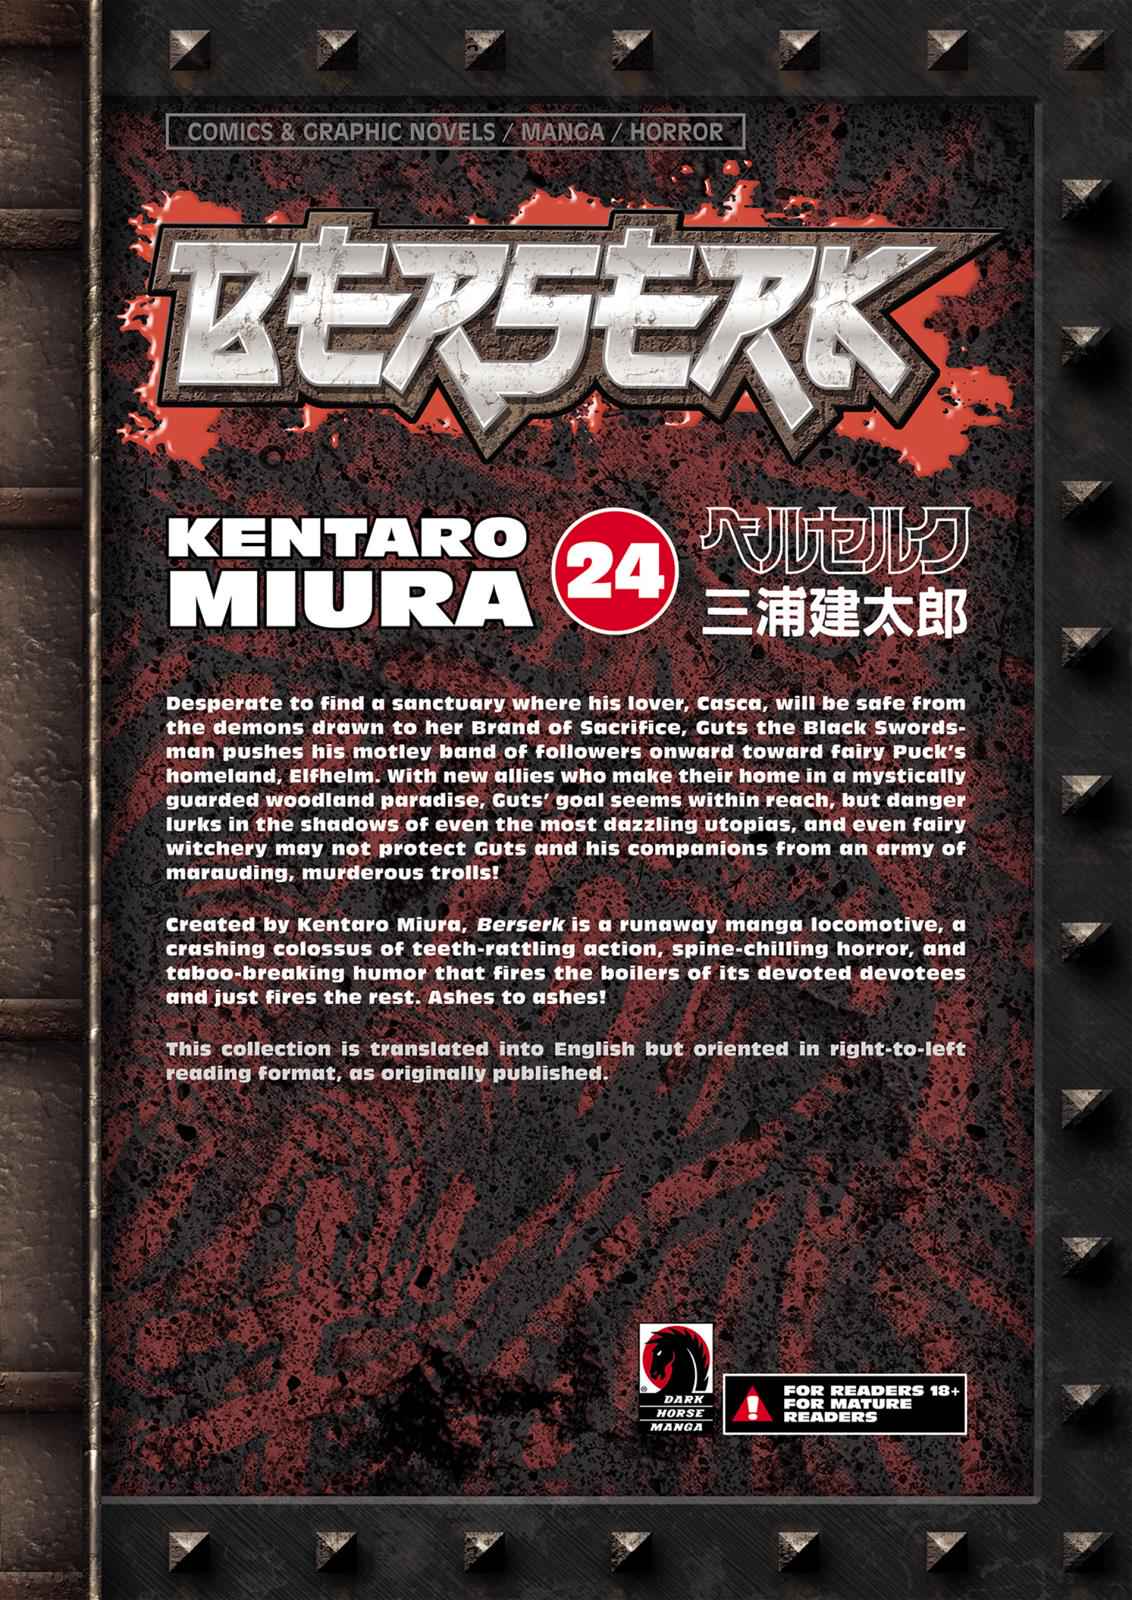 COMICS & GRAPHIC NOVELS / MANGA / HORROR
BERSERK
KENTARO
MIURA
24
ベルセルク
三浦建太郎
Desperate to find a sanctuary where his lover, Casca, will be safe from
the demons drawn to her Brand of Sacrifice, Guts the Black Swords-
man pushes his motley band of followers onward toward fairy Puck's
homeland, Elfhelm. With new allies who make their home in a mystically
guarded woodland paradise, Guts' goal seems within reach, but danger
lurks in the shadows of even the most dazzling utopias, and even fairy
witchery may not protect Guts and his companions from an army of
marauding, murderous trolls!
Created by Kentaro Miura, Berserk is a runaway manga locomotive, a
crashing colossus of teeth-rattling action, spine-chilling horror, and
taboo-breaking humor that fires the boilers of its devoted devotees
and just fires the rest. Ashes to ashes!
This collection is translated into English but oriented in right-to-left
reading format, as originally published.
®
DARK
HORSE
MANGA
FOR READERS 18+
FOR MATURE
READERS